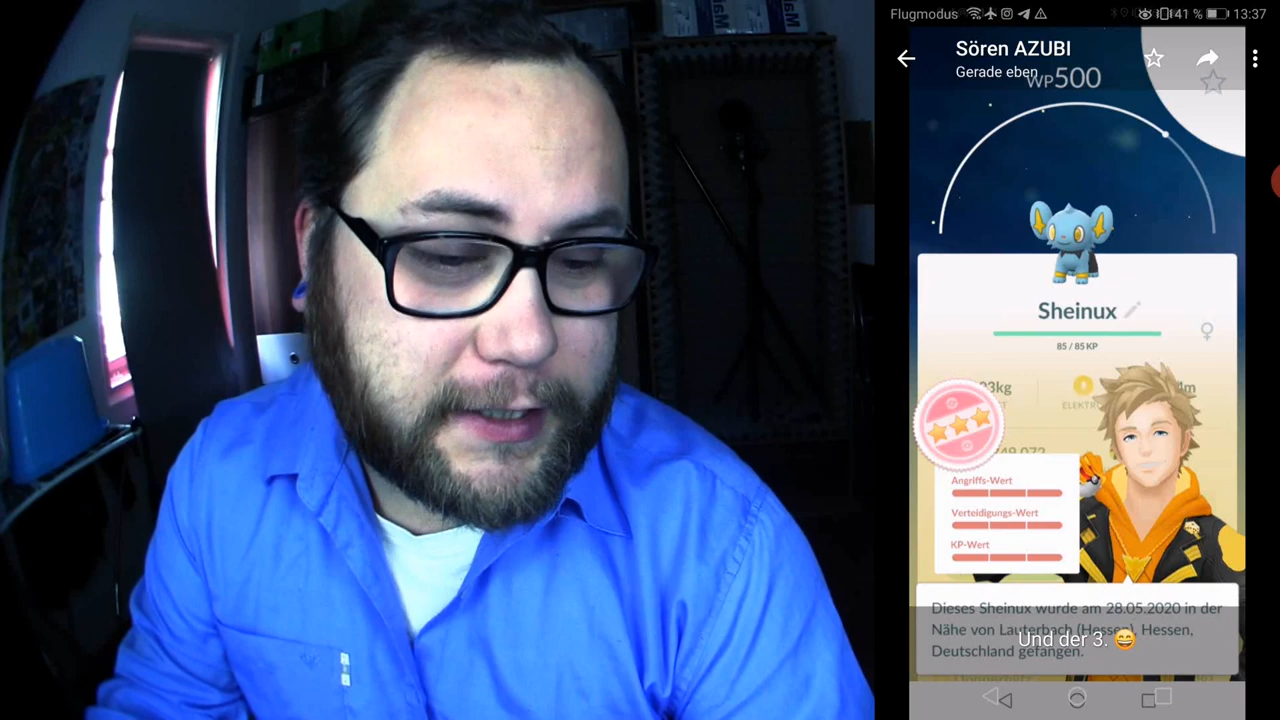 Flugmodus 41 % 13:37
Sören AZUBI
Gerade eben
WP500
Sheinux
85 / 85 KP
Angriffs-Wert
Verteidigungs-Wert
KP-Wert
Dieses Sheinux wurde am 28.05.2020 in der
Nähe von Lauterbach (Hessen), Hessen,
Deutschland gefangen.
Und der 3. 😄